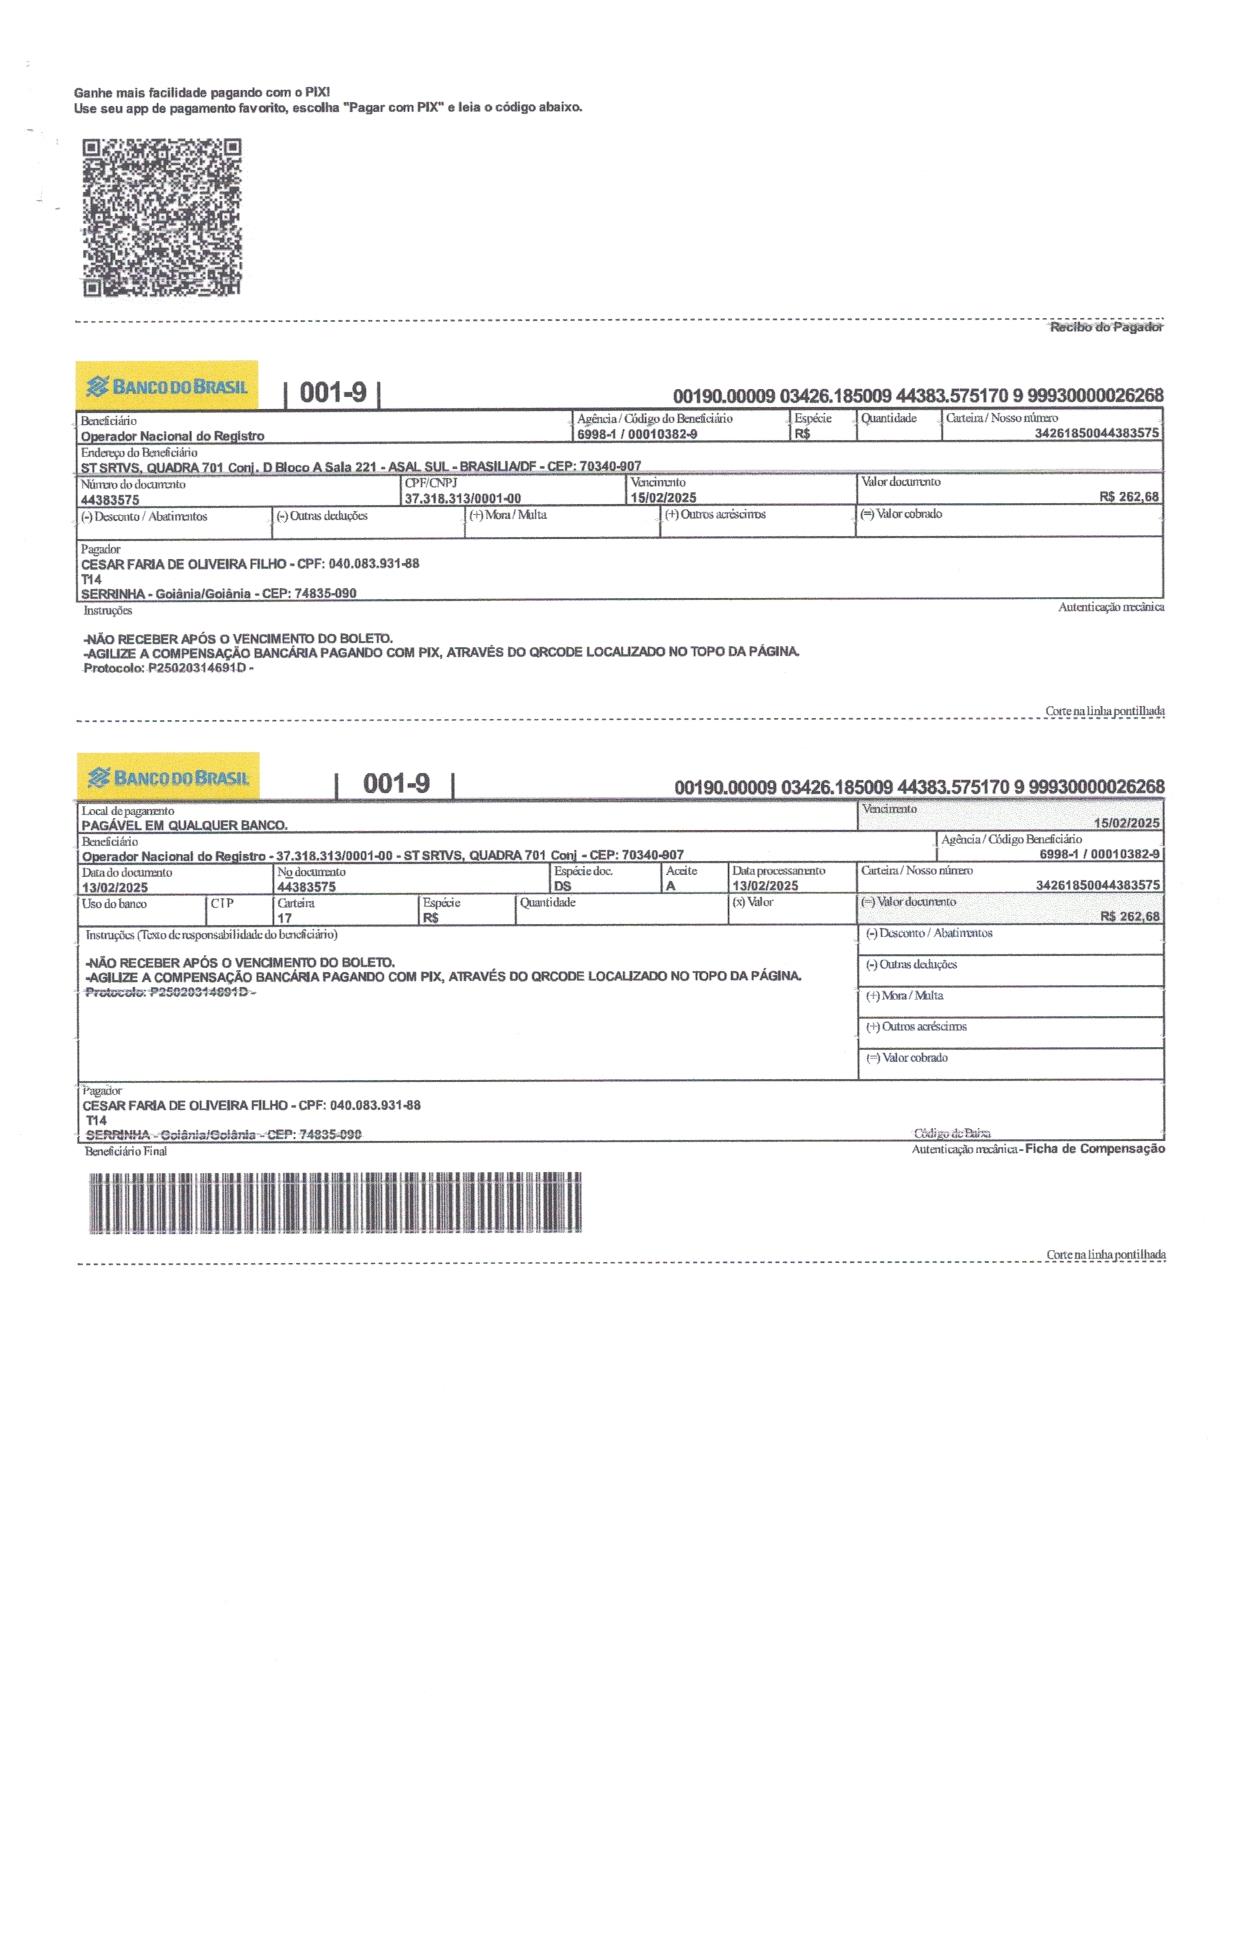 Ganhe mais facilidade pagando com o PIX!
Use seu app de pagamento favorito, escolha "Pagar com PIX" e leia o código abaixo.
Recibo do Pagador
BANCO DO BRASIL | 001-9 | 00190.00009 03426.185009 44383.575170 9 99930000026268
Beneficiário Agência / Código do Beneficiário Espécie Quantidade Carteira / Nosso número
Operador Nacional do Registro 6998-1 / 00010382-9 R$ 34261850044383575
Endereço do Beneficiário
ST SRTVS, QUADRA 701 Conj. D Bloco A Sala 221 - ASAL SUL - BRASILIA/DF - CEP: 70340-907
Número do documento CPF/CNPJ Vencimento Valor documento
44383575 37.318.313/0001-00 15/02/2025 R$ 262,68
(-) Desconto / Abatimentos (-) Outras deduções (+) Mora / Multa (+) Outros acréscimos (=) Valor cobrado
Pagador
CESAR FARIA DE OLIVEIRA FILHO - CPF: 040.083.931-88
T14
SERRINHA - Goiânia/Goiânia - CEP: 74835-090
Instruções Autenticação mecânica
-NÃO RECEBER APÓS O VENCIMENTO DO BOLETO.
-AGILIZE A COMPENSAÇÃO BANCÁRIA PAGANDO COM PIX, ATRAVÉS DO QRCODE LOCALIZADO NO TOPO DA PÁGINA.
Protocolo: P25020314691D -
Corte na linha pontilhada
BANCO DO BRASIL | 001-9 | 00190.00009 03426.185009 44383.575170 9 99930000026268
Local de pagamento Vencimento
PAGÁVEL EM QUALQUER BANCO. 15/02/2025
Beneficiário Agência / Código Beneficiário
Operador Nacional do Registro - 37.318.313/0001-00 - ST SRTVS, QUADRA 701 Conj - CEP: 70340-907 6998-1 / 00010382-9
Data do documento No documento Espécie doc. Aceite Data processamento Carteira / Nosso número
13/02/2025 44383575 DS A 13/02/2025 34261850044383575
Uso do banco CIP Carteira Espécie Quantidade (x) Valor (=) Valor documento
17 R$ R$ 262,68
Instruções (Texto de responsabilidade do beneficiário) (-) Desconto / Abatimentos
-NÃO RECEBER APÓS O VENCIMENTO DO BOLETO.
-AGILIZE A COMPENSAÇÃO BANCÁRIA PAGANDO COM PIX, ATRAVÉS DO QRCODE LOCALIZADO NO TOPO DA PÁGINA.
Protocolo: P25020314691D -
(-) Outras deduções
(+) Mora / Multa
(+) Outros acréscimos
(=) Valor cobrado
Pagador
CESAR FARIA DE OLIVEIRA FILHO - CPF: 040.083.931-88
T14
SERRINHA - Goiânia/Goiânia - CEP: 74835-090 Código de Baixa
Beneficiário Final Autenticação mecânica - Ficha de Compensação
Corte na linha pontilhada